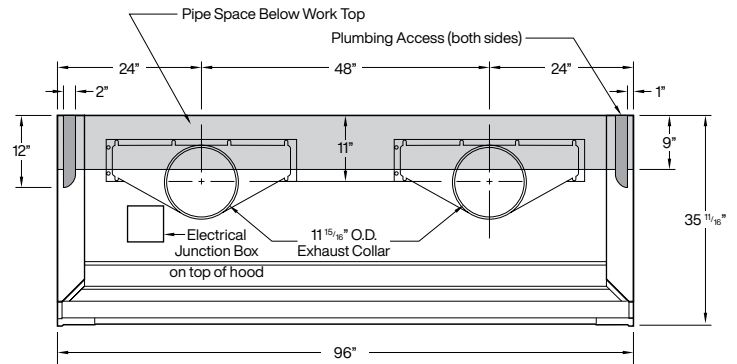 Pipe Space Below Work Top
Plumbing Access (both sides)
24”
48”
24”
2”
1”
12”
11”
9”
35 11/16”
Electrical
Junction Box
on top of hood
11 15/16” O.D.
Exhaust Collar
96”